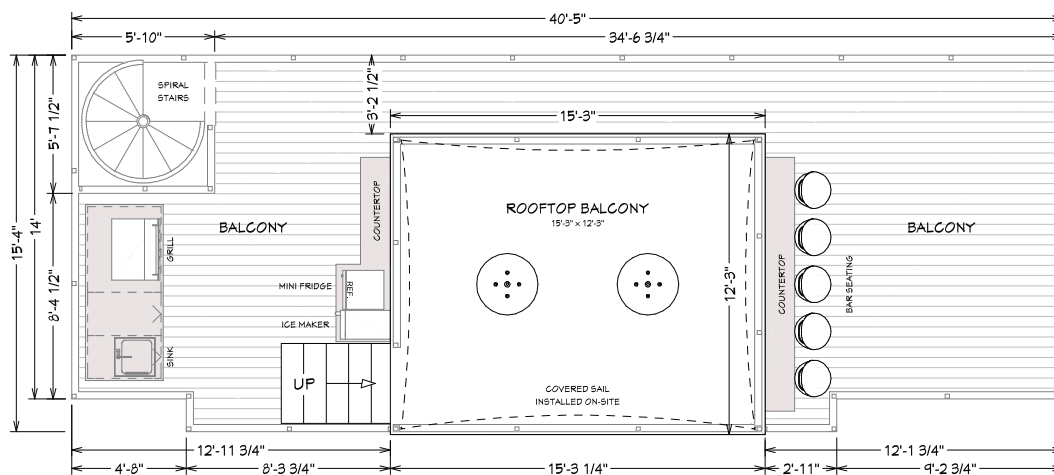 40'-5"
5'-10"
34'-6 3/4"
SPIRAL
STAIRS
3'-2 1/2"
15'-3"
5'-7 1/2"
14'
15'-4"
8'-4 1/2"
BALCONY
GRILL
SINK
COUNTERTOP
MINI FRIDGE
REF.
ICE MAKER
UP
ROOFTOP BALCONY
15'-3" x 12'-3"
12'-3"
COVERED SAIL
INSTALLED ON-SITE
COUNTERTOP
BAR SEATING
BALCONY
12'-11 3/4"
15'-3 1/4"
12'-1 3/4"
4'-8"
8'-3 3/4"
2'-11"
9'-2 3/4"